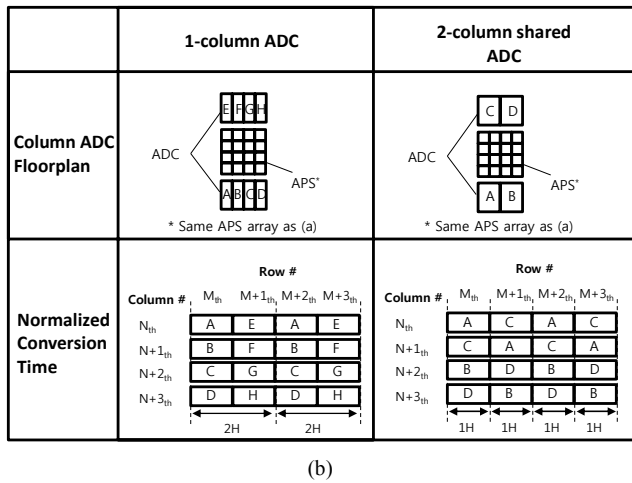 1-column ADC
2-column shared
ADC
Column ADC
Floorplan
E F G H
ADC
APS*
A B C D
* Same APS array as (a)
C D
ADC
APS*
A B
* Same APS array as (a)
Normalized
Conversion
Time
Row #
Column # Mth M+1th M+2th M+3th
Nth A E A E
N+1th B F B F
N+2th C G C G
N+3th D H D H
2H 2H
Row #
Column # Mth M+1th M+2th M+3th
Nth A C A C
N+1th C A C A
N+2th B D B D
N+3th D B D B
1H 1H 1H 1H
(b)